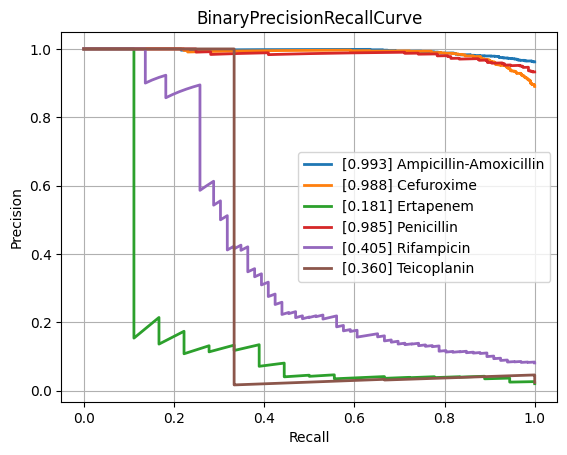 BinaryPrecisionRecallCurve
Precision
1.0
0.8
0.6
0.4
0.2
0.0
[0.993] Ampicillin-Amoxicillin
[0.988] Cefuroxime
[0.181] Ertapenem
[0.985] Penicillin
[0.405] Rifampicin
[0.360] Teicoplanin
0.0 0.2 0.4 0.6 0.8 1.0
Recall